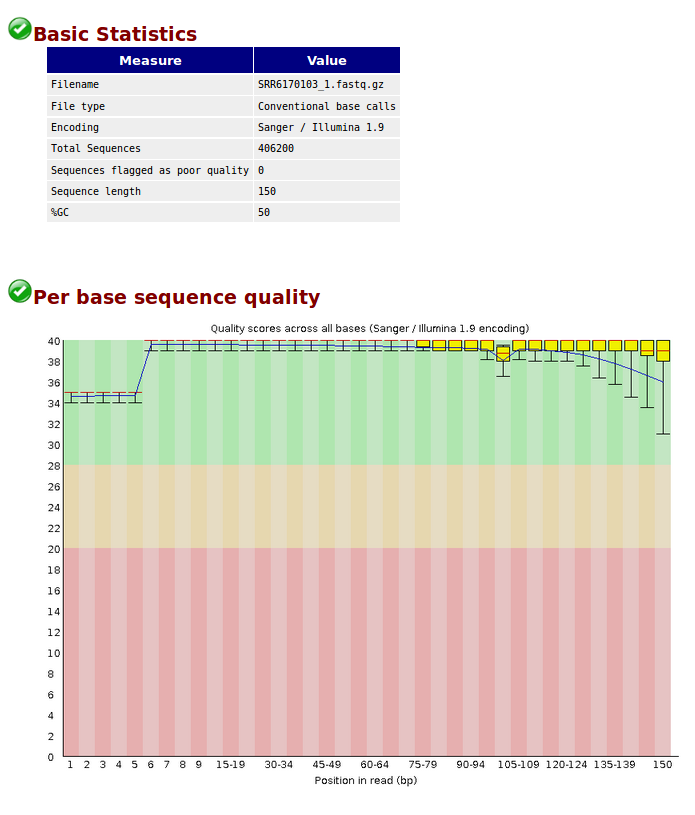 Basic Statistics
Measure Value
Filename SRR6170103_1.fastq.gz
File type Conventional base calls
Encoding Sanger / Illumina 1.9
Total Sequences 406200
Sequences flagged as poor quality 0
Sequence length 150
%GC 50
Per base sequence quality
Quality scores across all bases (Sanger / Illumina 1.9 encoding)
40
38
36
34
32
30
28
26
24
22
20
18
16
14
12
10
8
6
4
2
0
1 2 3 4 5 6 7 8 9 15-19 30-34 45-49 60-64 75-79 90-94 105-109 120-124 135-139 150
Position in read (bp)